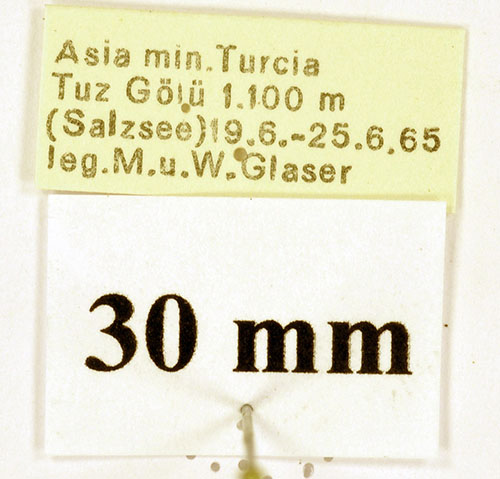 Asia min.Turcia
Tuz Gölü 1.100 m
(Salzsee)19.6.-25.6.65
leg.M.u.W.Glaser
30 mm